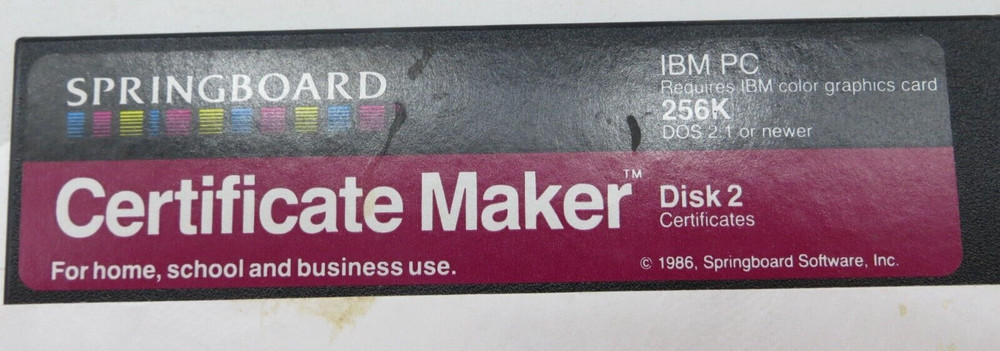 SPRINGBOARD
IBM PC
Requires IBM color graphics card
256K
DOS 2.1 or newer
Certificate Maker™
Disk 2
Certificates
For home, school and business use.
© 1986, Springboard Software, Inc.